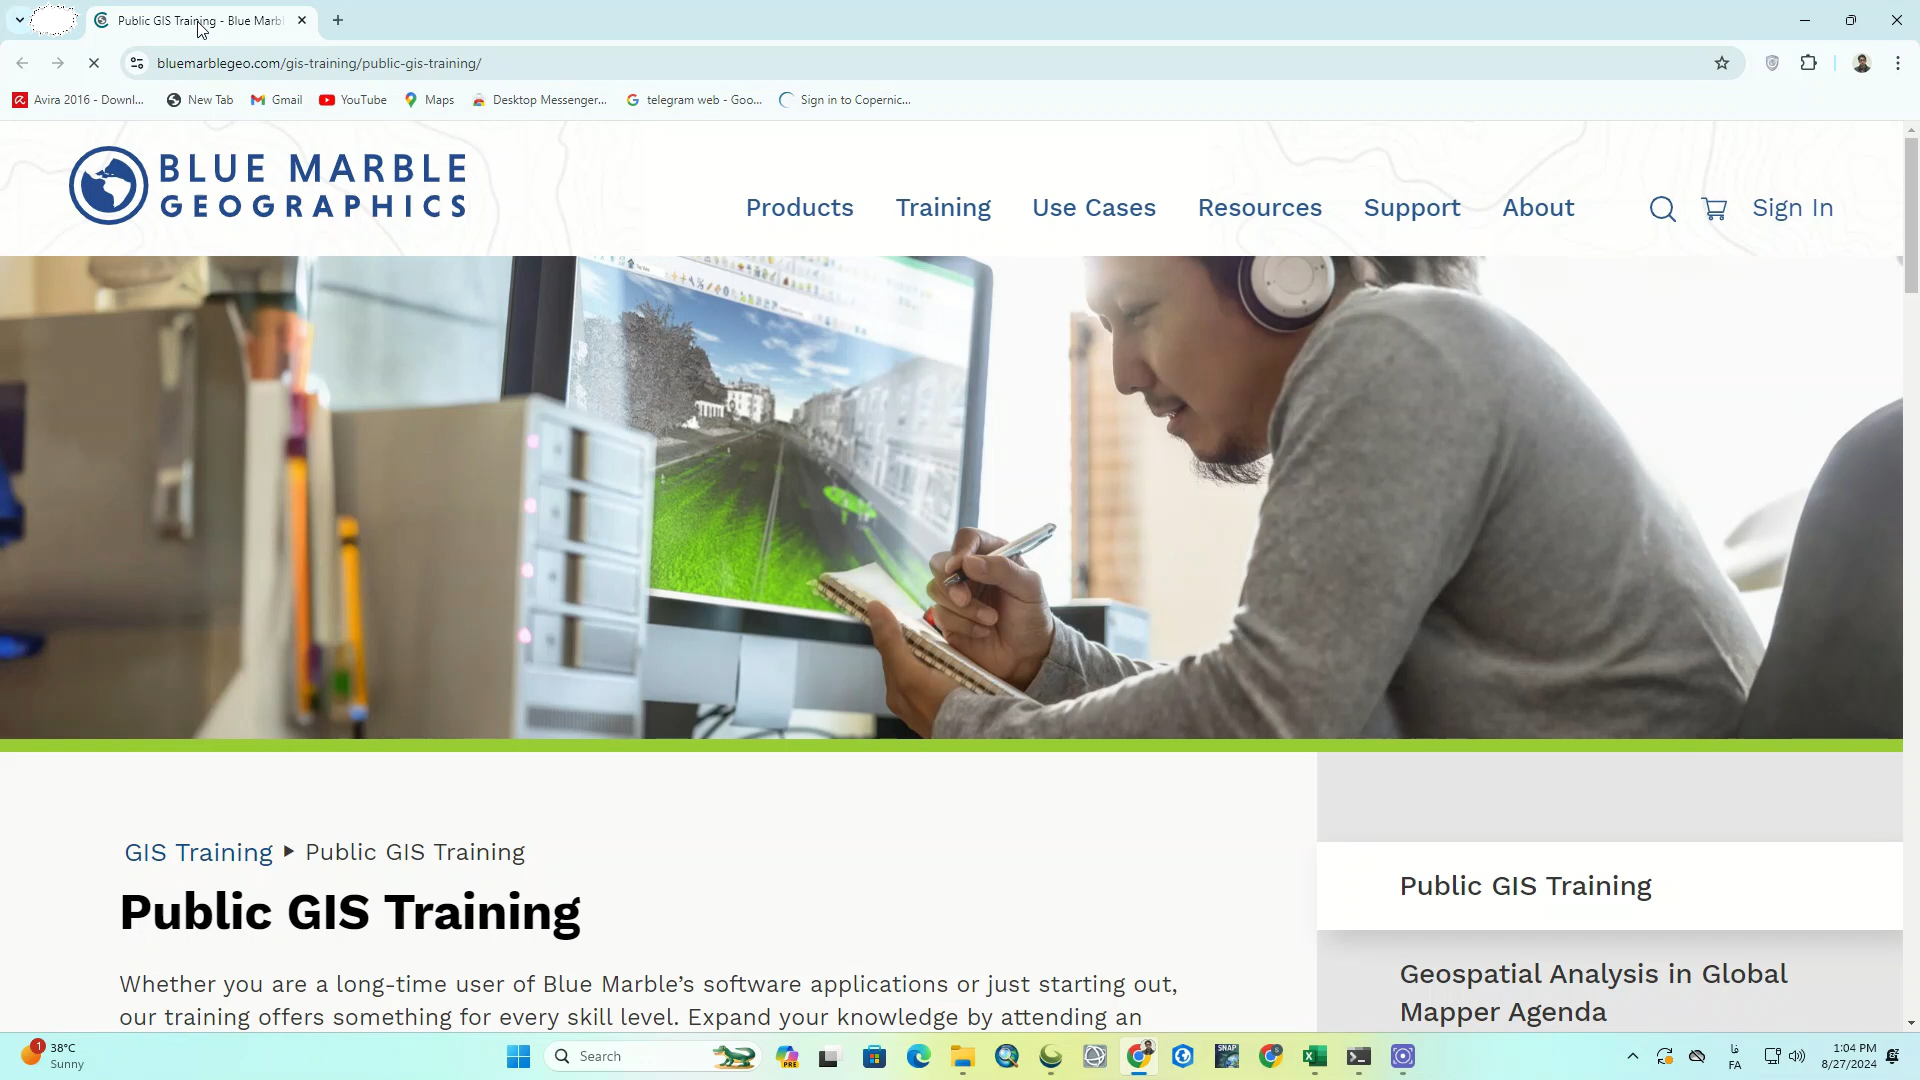 Public GIS Training - Blue Marbl
bluemarblegeo.com/gis-training/public-gis-training/
Avira 2016 - Downl...
New Tab
Gmail
YouTube
Maps
Desktop Messenger...
telegram web - Goo...
Sign in to Copernic...
BLUE MARBLE
GEOGRAPHICS
Products
Training
Use Cases
Resources
Support
About
Sign In
GIS Training
Public GIS Training
Public GIS Training
Whether you are a long-time user of Blue Marble’s software applications or just starting out,
our training offers something for every skill level. Expand your knowledge by attending an
Public GIS Training
Geospatial Analysis in Global
Mapper Agenda
1
38°C
Sunny
Search
PRE
SNAP
فا
FA
1:04 PM
8/27/2024